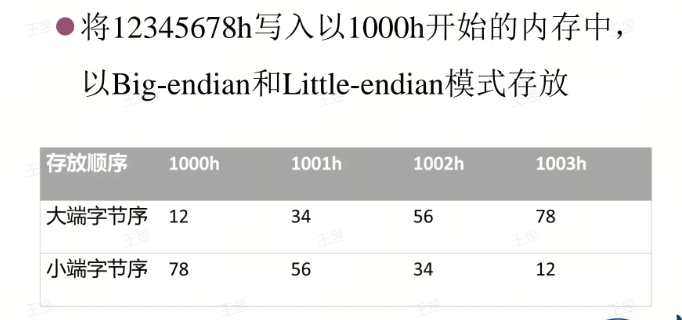 ●将12345678h写入以1000h开始的内存中，
以Big-endian和Little-endian模式存放
存放顺序 1000h 1001h 1002h 1003h
大端字节序 12 34 56 78
小端字节序 78 56 34 12